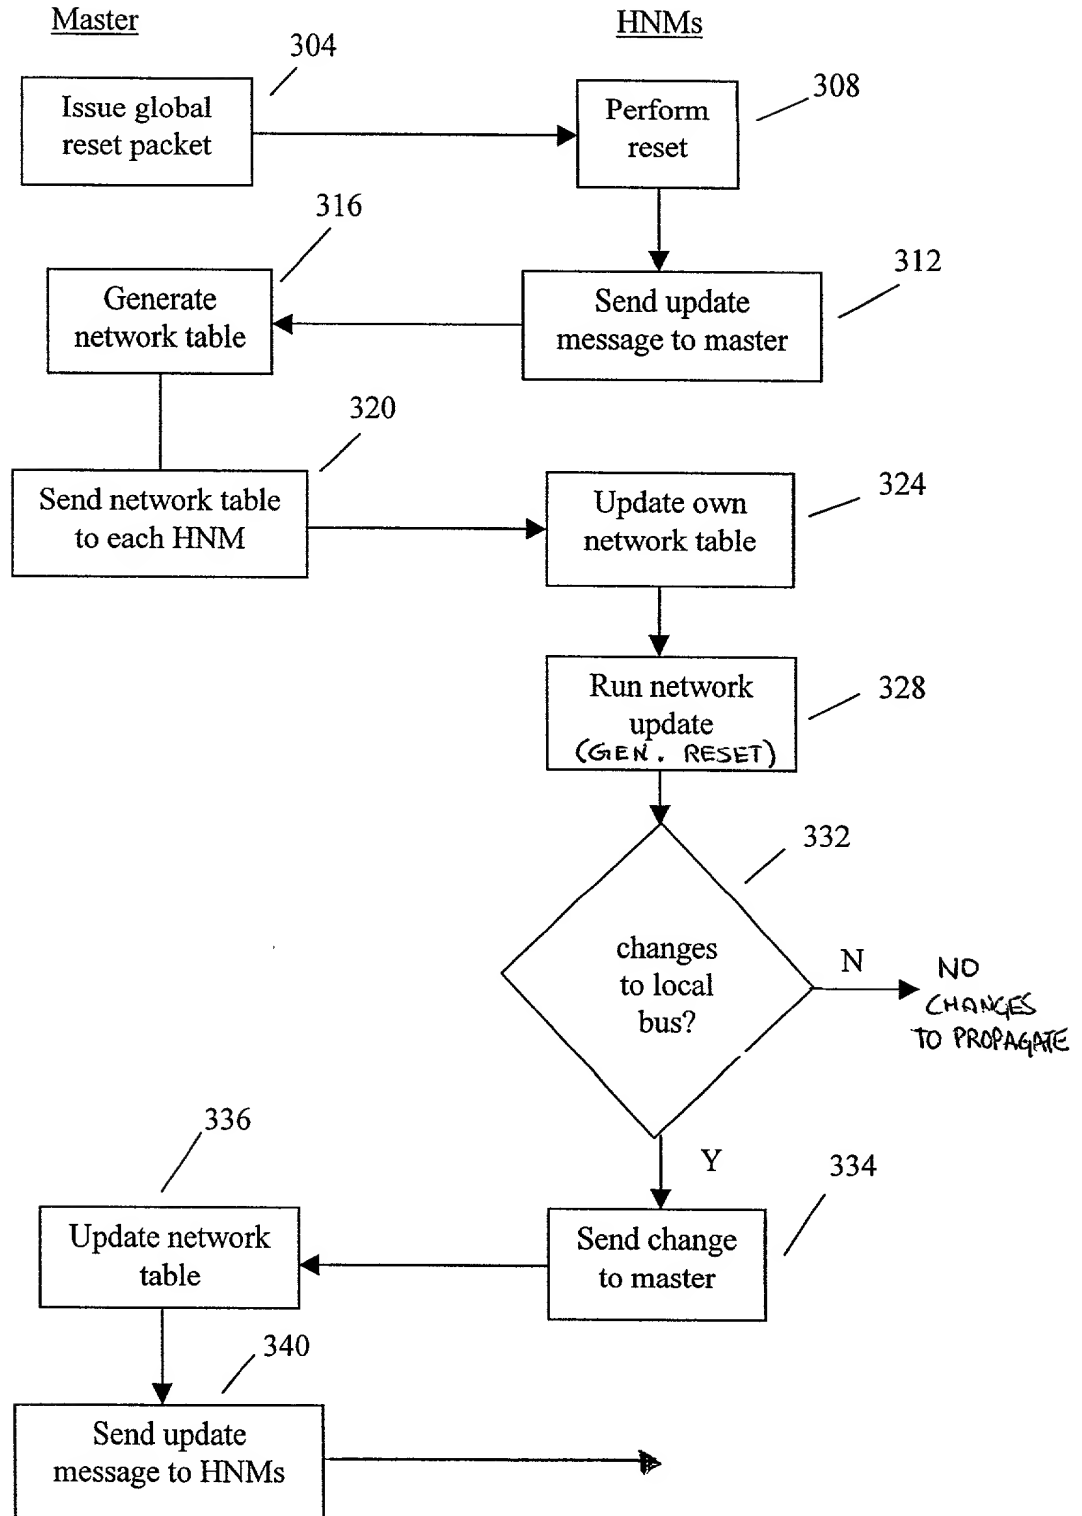 Master
HNMs
304
Issue global
reset packet
308
Perform
reset
316
Generate
network table
312
Send update
message to master
320
Send network table
to each HNM
324
Update own
network table
328
Run network
update
(GEN. RESET)
332
changes
to local
bus?
N
NO
CHANGES
TO PROPAGATE
Y
334
Send change
to master
336
Update network
table
340
Send update
message to HNMs